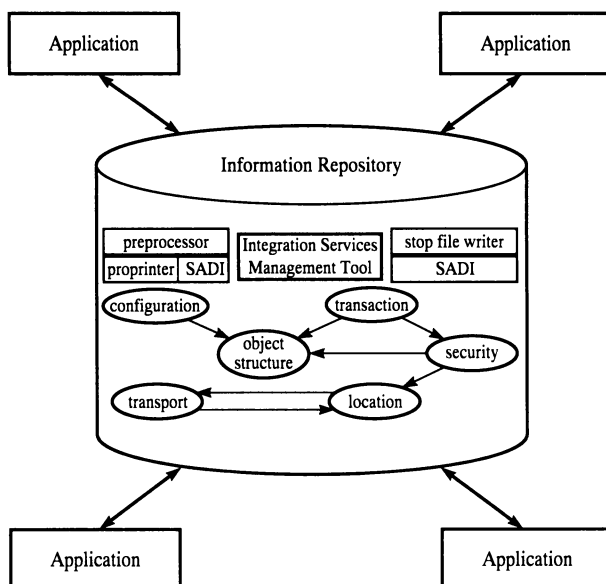 Application
Application
Information Repository
preprocessor
proprinter SADI
Integration Services
Management Tool
stop file writer
SADI
configuration
transaction
object
structure
security
transport
location
Application
Application